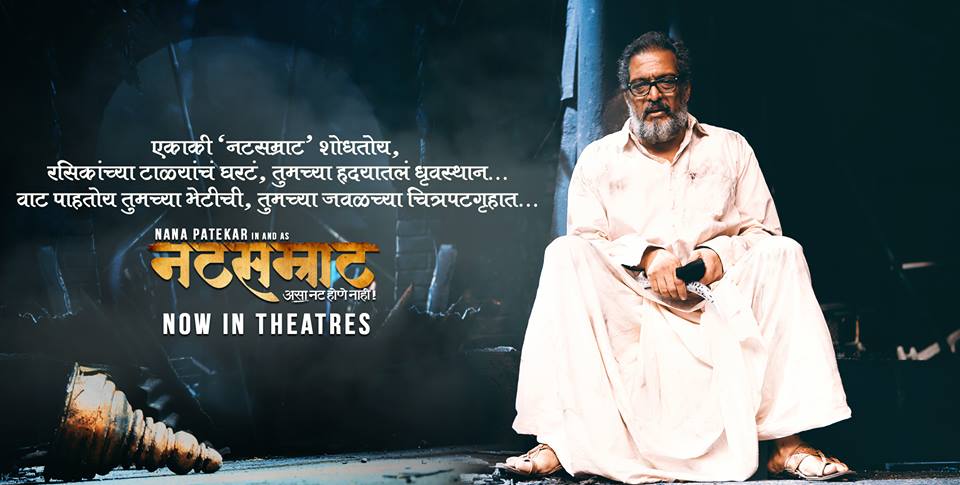 एकाकी ‘नटसम्राट’ शोधतोय,
रसिकांच्या टाळ्यांच घरटं, तुमच्या हृदयातलं धृवस्थान...
वाट पाहतोय तुमच्या भेटीची, तुमच्या जवळच्या चित्रपटगृहात...
NANA PATEKAR IN AND AS
नटसम्राट
असा नट होणे नाही!
NOW IN THEATRES